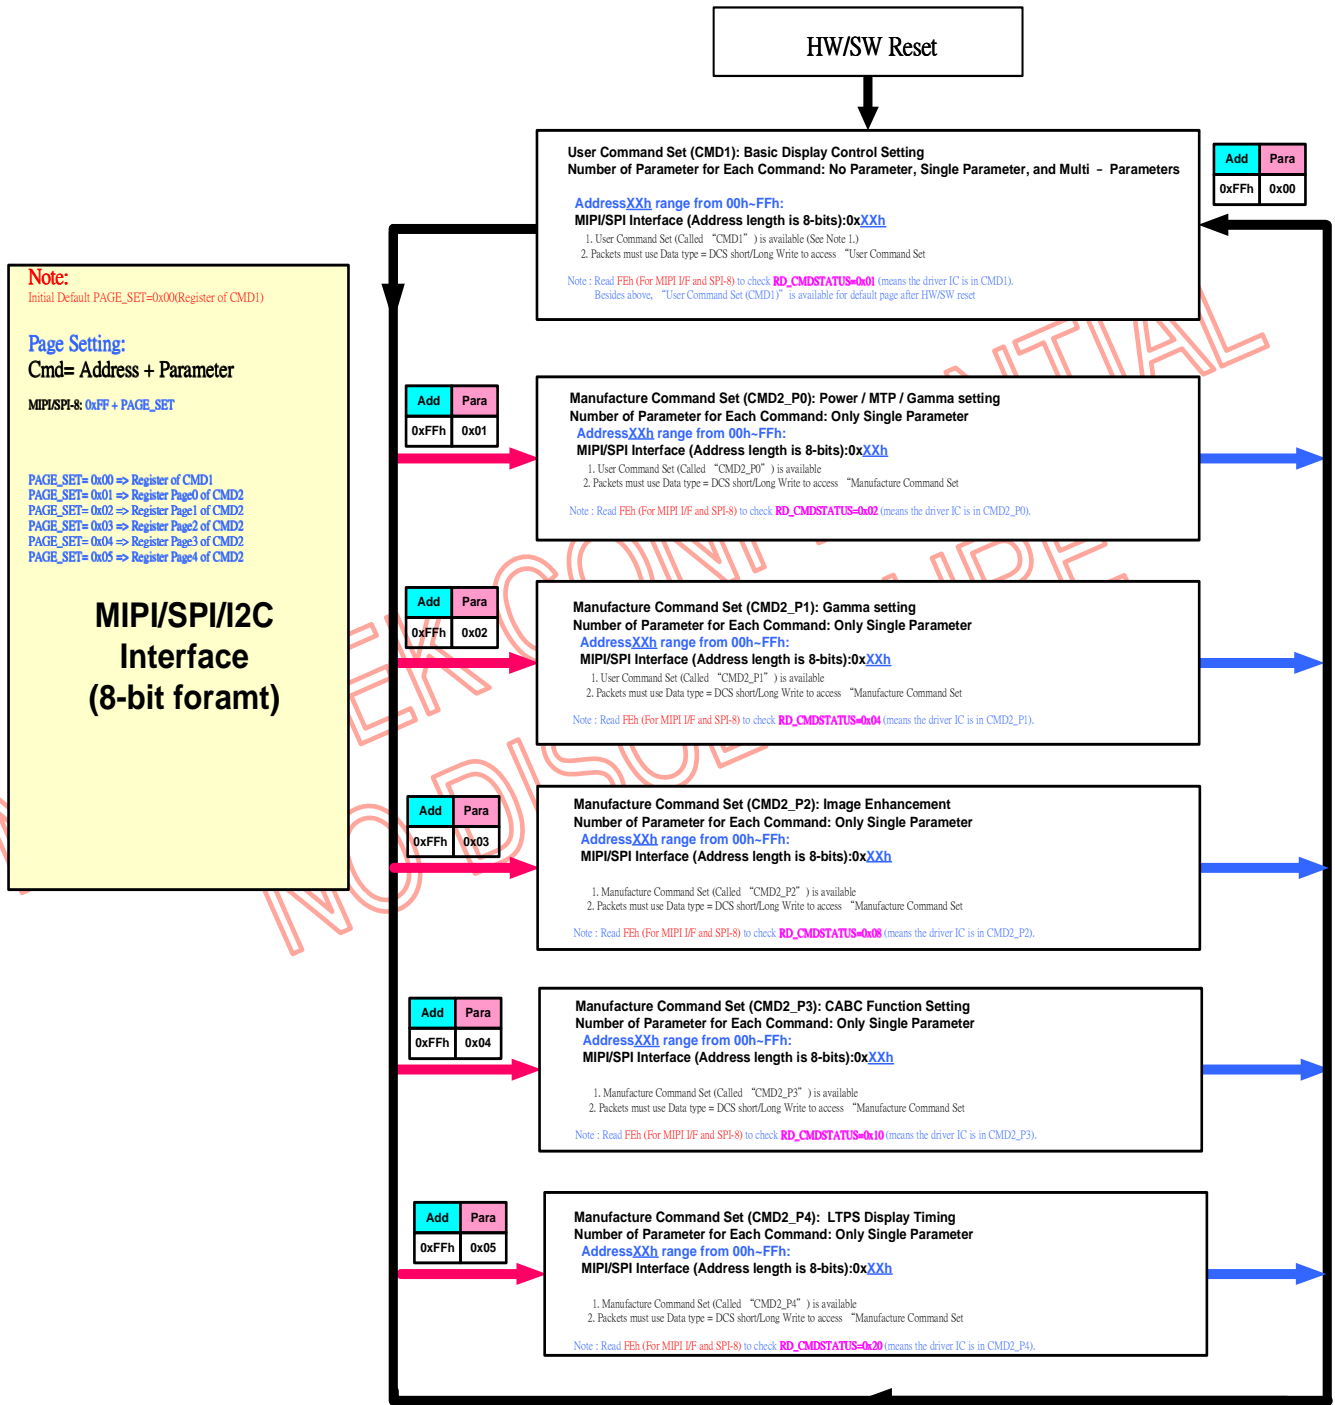 HW/SW Reset
User Command Set (CMD1): Basic Display Control Setting
Number of Parameter for Each Command: No Parameter, Single Parameter, and Multi – Parameters
AddressXXh range from 00h~FFh:
MIPI/SPI Interface (Address length is 8-bits):0xXXh
1. User Command Set (Called “CMD1”) is available (See Note 1.)
2. Packets must use Data type = DCS short/Long Write to access “User Command Set
Note : Read FEh (For MIPI I/F and SPI-8) to check RD_CMDSTATUS=0x01 (means the driver IC is in CMD1).
Besides above, “User Command Set (CMD1)” is available for default page after HW/SW reset
Add Para
0xFFh 0x00
Note:
Initial Default PAGE_SET=0x00(Register of CMD1)
Page Setting:
Cmd= Address + Parameter
MIPI/SPI-8: 0xFF + PAGE_SET
PAGE_SET= 0x00 => Register of CMD1
PAGE_SET= 0x01 => Register Page0 of CMD2
PAGE_SET= 0x02 => Register Page1 of CMD2
PAGE_SET= 0x03 => Register Page2 of CMD2
PAGE_SET= 0x04 => Register Page3 of CMD2
PAGE_SET= 0x05 => Register Page4 of CMD2
MIPI/SPI/I2C
Interface
(8-bit foramt)
Add Para
0xFFh 0x01
Manufacture Command Set (CMD2_P0): Power / MTP / Gamma setting
Number of Parameter for Each Command: Only Single Parameter
AddressXXh range from 00h~FFh:
MIPI/SPI Interface (Address length is 8-bits):0xXXh
1. User Command Set (Called “CMD2_P0”) is available
2. Packets must use Data type = DCS short/Long Write to access “Manufacture Command Set
Note : Read FEh (For MIPI I/F and SPI-8) to check RD_CMDSTATUS=0x02 (means the driver IC is in CMD2_P0).
Add Para
0xFFh 0x02
Manufacture Command Set (CMD2_P1): Gamma setting
Number of Parameter for Each Command: Only Single Parameter
AddressXXh range from 00h~FFh:
MIPI/SPI Interface (Address length is 8-bits):0xXXh
1. User Command Set (Called “CMD2_P1”) is available
2. Packets must use Data type = DCS short/Long Write to access “Manufacture Command Set
Note : Read FEh (For MIPI I/F and SPI-8) to check RD_CMDSTATUS=0x04 (means the driver IC is in CMD2_P1).
Add Para
0xFFh 0x03
Manufacture Command Set (CMD2_P2): Image Enhancement
Number of Parameter for Each Command: Only Single Parameter
AddressXXh range from 00h~FFh:
MIPI/SPI Interface (Address length is 8-bits):0xXXh
1. Manufacture Command Set (Called “CMD2_P2”) is available
2. Packets must use Data type = DCS short/Long Write to access “Manufacture Command Set
Note : Read FEh (For MIPI I/F and SPI-8) to check RD_CMDSTATUS=0x08 (means the driver IC is in CMD2_P2).
Add Para
0xFFh 0x04
Manufacture Command Set (CMD2_P3): CABC Function Setting
Number of Parameter for Each Command: Only Single Parameter
AddressXXh range from 00h~FFh:
MIPI/SPI Interface (Address length is 8-bits):0xXXh
1. Manufacture Command Set (Called “CMD2_P3”) is available
2. Packets must use Data type = DCS short/Long Write to access “Manufacture Command Set
Note : Read FEh (For MIPI I/F and SPI-8) to check RD_CMDSTATUS=0x10 (means the driver IC is in CMD2_P3).
Add Para
0xFFh 0x05
Manufacture Command Set (CMD2_P4): LTPS Display Timing
Number of Parameter for Each Command: Only Single Parameter
AddressXXh range from 00h~FFh:
MIPI/SPI Interface (Address length is 8-bits):0xXXh
1. Manufacture Command Set (Called “CMD2_P4”) is available
2. Packets must use Data type = DCS short/Long Write to access “Manufacture Command Set
Note : Read FEh (For MIPI I/F and SPI-8) to check RD_CMDSTATUS=0x20 (means the driver IC is in CMD2_P4).